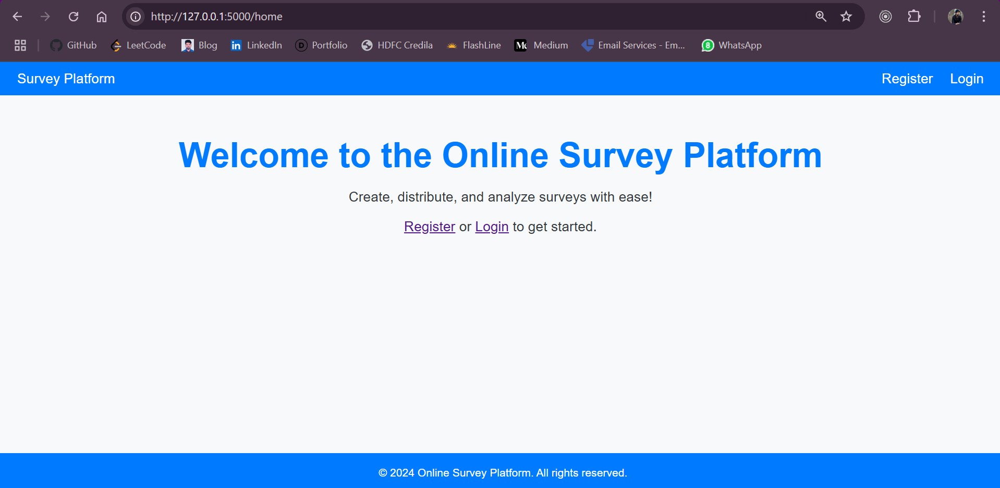 http://127.0.0.1:5000/home
GitHub LeetCode Blog in LinkedIn D Portfolio HDFC Credila FlashLine Medium Email Services - Em... 8 WhatsApp
Survey Platform Register Login
Welcome to the Online Survey Platform
Create, distribute, and analyze surveys with ease!
Register or Login to get started.
© 2024 Online Survey Platform. All rights reserved.